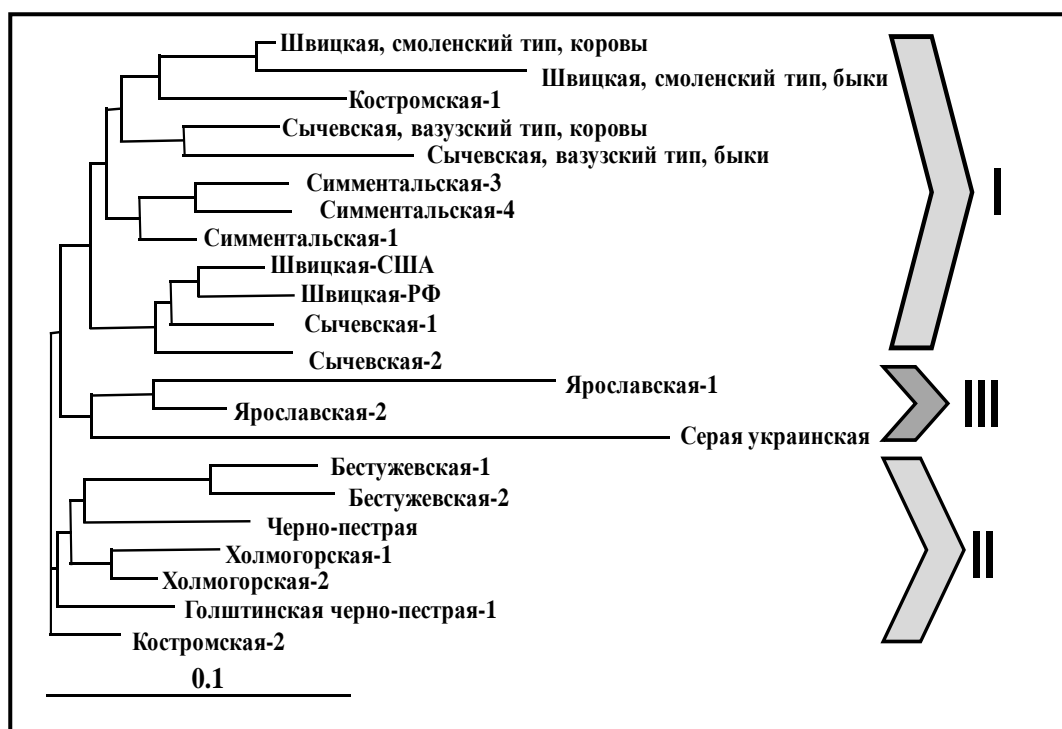 Швицкая, смоленский тип, коровы
Швицкая, смоленский тип, быки
Костромская-1
Сычевская, вазузский тип, коровы
Сычевская, вазузский тип, быки
Симментальская-3
Симментальская-4
I
Симментальская-1
Швицкая-США
Швицкая-РФ
Сычевская-1
Сычевская-2
Ярославская-1
III
Ярославская-2
Серая украинская
Бестужевская-1
Бестужевская-2
Черно-пестрая
II
Холмогорская-1
Холмогорская-2
Голштинская черно-пестрая-1
Костромская-2
0.1